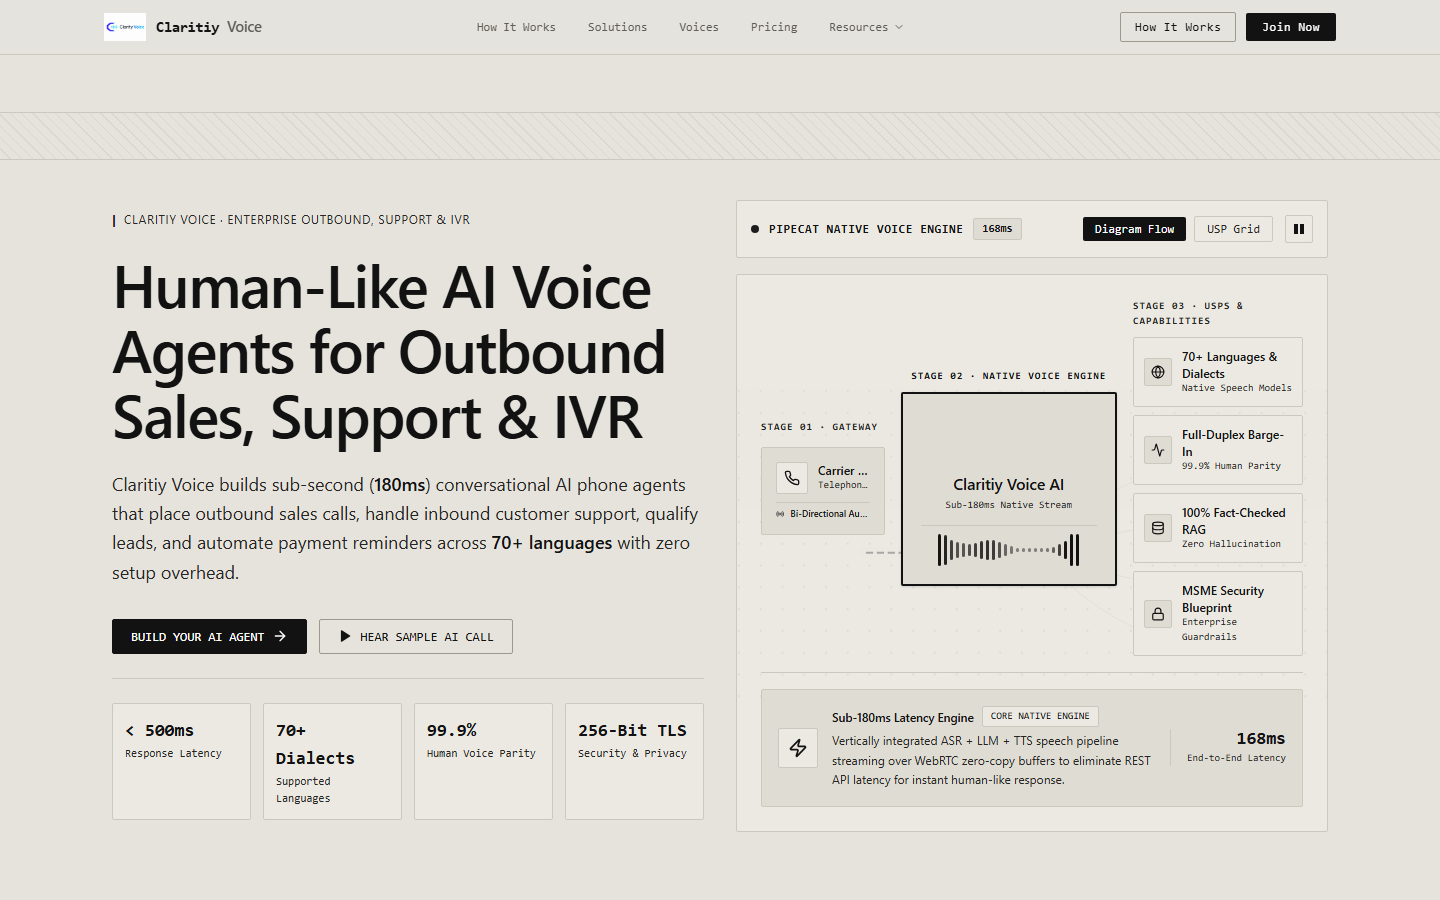 Claritiy Voice
How It Works
Solutions
Voices
Pricing
Resources
How It Works
Join Now
CLARITIY VOICE · ENTERPRISE OUTBOUND, SUPPORT & IVR
Human-Like AI Voice
Agents for Outbound
Sales, Support & IVR
Claritiy Voice builds sub-second (180ms) conversational AI phone agents
that place outbound sales calls, handle inbound customer support, qualify
leads, and automate payment reminders across 70+ languages with zero
setup overhead.
BUILD YOUR AI AGENT
HEAR SAMPLE AI CALL
< 500ms
Response Latency
70+
Dialects
Supported
Languages
99.9%
Human Voice Parity
256-Bit TLS
Security & Privacy
PIPECAT NATIVE VOICE ENGINE
168ms
Diagram Flow
USP Grid
STAGE 01 · GATEWAY
Carrier ...
Telephon…
Bi-Directional Au...
STAGE 02 · NATIVE VOICE ENGINE
Claritiy Voice AI
Sub-180ms Native Stream
STAGE 03 · USPS &
CAPABILITIES
70+ Languages &
Dialects
Native Speech Models
Full-Duplex Barge-
In
99.9% Human Parity
100% Fact-Checked
RAG
Zero Hallucination
MSME Security
Blueprint
Enterprise
Guardrails
Sub-180ms Latency Engine
CORE NATIVE ENGINE
Vertically integrated ASR + LLM + TTS speech pipeline
streaming over WebRTC zero-copy buffers to eliminate REST
API latency for instant human-like response.
168ms
End-to-End Latency